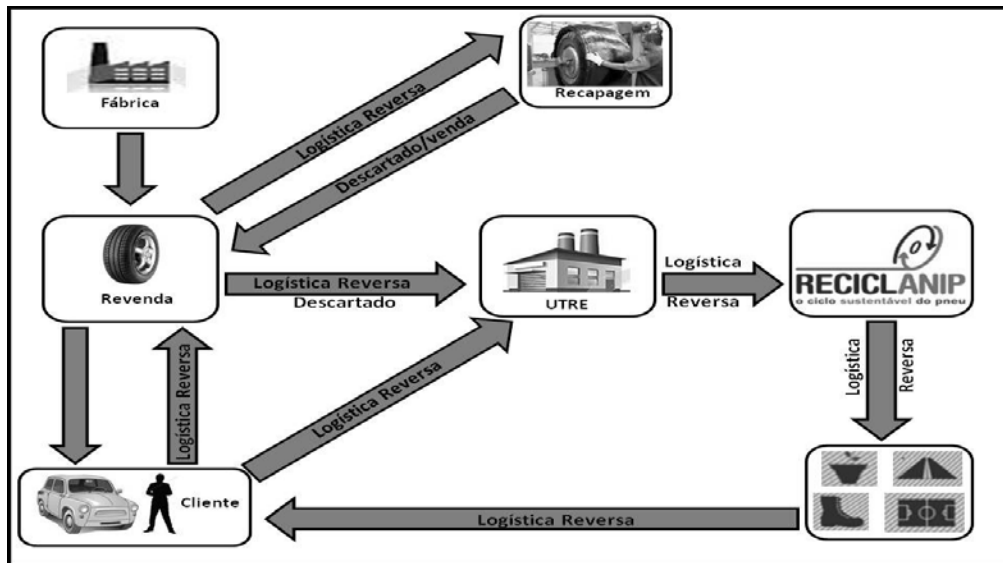 Fábrica
Logística Reversa
Recapagem
Descartado/venda
Revenda
Logística Reversa
Descartado
UTRE
Logística
Reversa
RECICLANIP
o ciclo sustentável do pneu
Logística Reversa
Logística Reversa
Logística
Reversa
Cliente
Logística Reversa